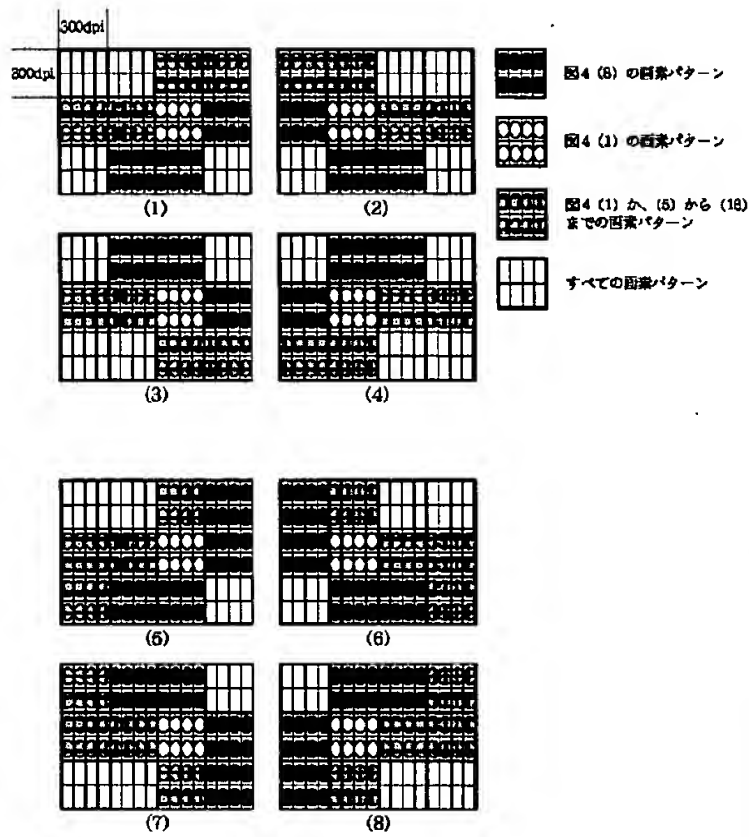 300dpi
300dpi
(1)
(2)
図4 (8) の画素パターン
図4 (1) の画素パターン
図4 (1) か、(5) から (18)
までの画素パターン
すべての画素パターン
(3)
(4)
(5)
(6)
(7)
(8)